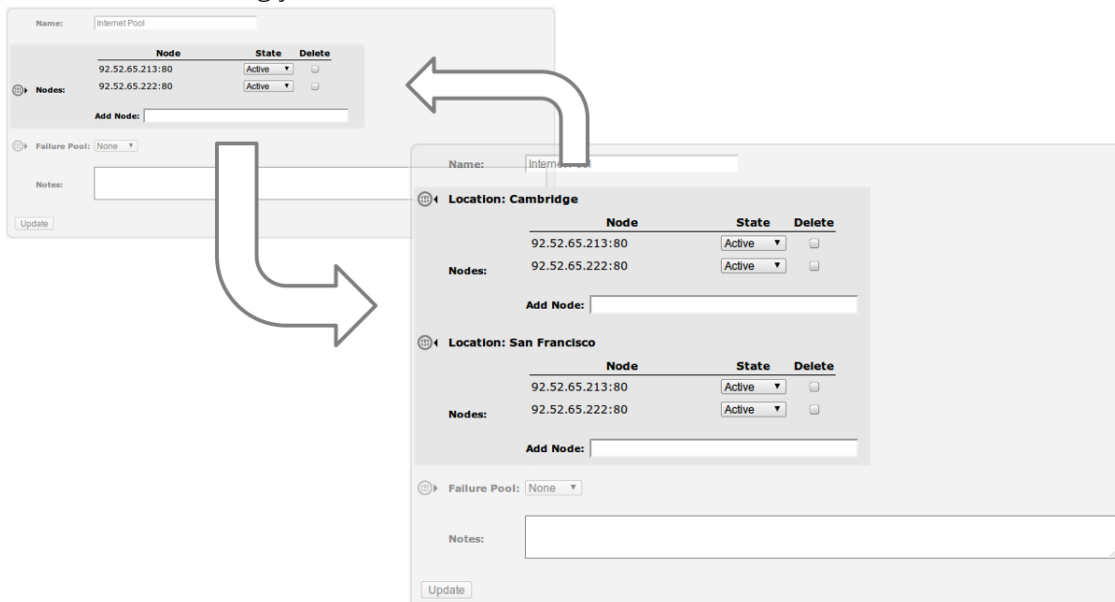 Name: Internet Pool
Node State Delete
92.52.65.213:80 Active
Nodes: 92.52.65.222:80 Active
Add Node:
Failure Pool: None
Notes:
Update
Name:
Location: Cambridge
Node State Delete
92.52.65.213:80 Active
Nodes: 92.52.65.222:80 Active
Add Node:
Location: San Francisco
Node State Delete
92.52.65.213:80 Active
Nodes: 92.52.65.222:80 Active
Add Node:
Failure Pool: None
Notes:
Update